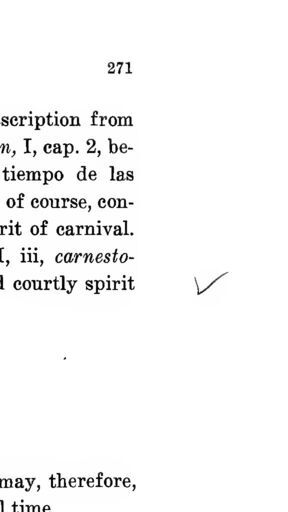 271
scription from
n, I, cap. 2, be-
tiempo de las
of course, con-
rit of carnival.
I, iii, carnesto-
d courtly spirit
may, therefore,
l time